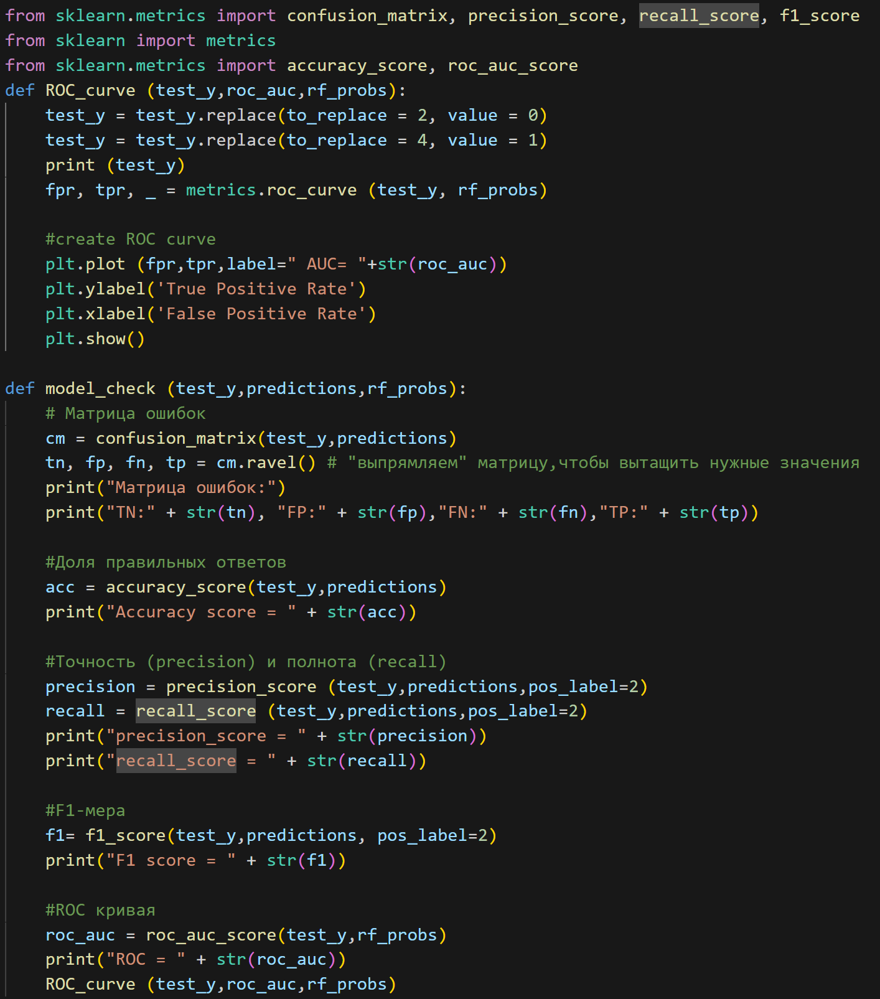 from sklearn.metrics import confusion_matrix, precision_score, recall_score, f1_score
from sklearn import metrics
from sklearn.metrics import accuracy_score, roc_auc_score
def ROC_curve (test_y,roc_auc,rf_probs):
    test_y = test_y.replace(to_replace = 2, value = 0)
    test_y = test_y.replace(to_replace = 4, value = 1)
    print (test_y)
    fpr, tpr, _ = metrics.roc_curve (test_y, rf_probs)
    #create ROC curve
    plt.plot (fpr,tpr,label=" AUC= "+str(roc_auc))
    plt.ylabel('True Positive Rate')
    plt.xlabel('False Positive Rate')
    plt.show()
def model_check (test_y,predictions,rf_probs):
    # Матрица ошибок
    cm = confusion_matrix(test_y,predictions)
    tn, fp, fn, tp = cm.ravel() # "выпрямляем" матрицу,чтобы вытащить нужные значения
    print("Матрица ошибок:")
    print("TN:" + str(tn), "FP:" + str(fp),"FN:" + str(fn),"TP:" + str(tp))
    #Доля правильных ответов
    acc = accuracy_score(test_y,predictions)
    print("Accuracy score = " + str(acc))
    #Точность (precision) и полнота (recall)
    precision = precision_score (test_y,predictions,pos_label=2)
    recall = recall_score (test_y,predictions,pos_label=2)
    print("precision_score = " + str(precision))
    print("recall_score = " + str(recall))
    #F1-мера
    f1= f1_score(test_y,predictions, pos_label=2)
    print("F1 score = " + str(f1))
    #ROC кривая
    roc_auc = roc_auc_score(test_y,rf_probs)
    print("ROC = " + str(roc_auc))
    ROC_curve (test_y,roc_auc,rf_probs)